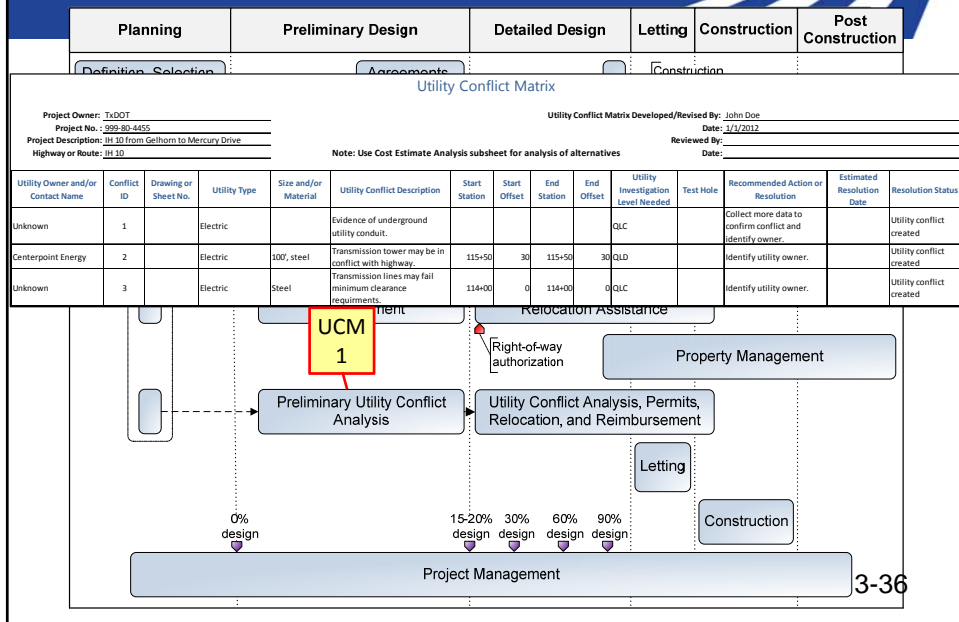 Planning Preliminary Design Detailed Design Letting Construction Post Construction
Definition, Selection Agreements Construction
Utility Conflict Matrix
Project Owner: TxDOT Utility Conflict Matrix Developed/Revised By: John Doe
Project No. : 999-80-4455 Date: 1/1/2012
Project Description: IH 10 from Gelhorn to Mercury Drive Reviewed By:
Highway or Route: IH 10 Note: Use Cost Estimate Analysis subsheet for analysis of alternatives Date:
Utility Owner and/or Contact Name Conflict ID Drawing or Sheet No. Utility Type Size and/or Material Utility Conflict Description Start Station Start Offset End Station End Offset Utility Investigation Level Needed Test Hole Recommended Action or Resolution Estimated Resolution Date Resolution Status
Unknown 1 Electric Evidence of underground utility conduit. QLC Collect more data to confirm conflict and identify owner. Utility conflict created
Centerpoint Energy 2 Electric 100', steel Transmission tower may be in conflict with highway. 115+50 30 115+50 30 QLD Identify utility owner. Utility conflict created
Unknown 3 Electric Steel Transmission lines may fail minimum clearance requirments. 114+00 0 114+00 0 QLC Identify utility owner. Utility conflict created
Relocation Assistance
UCM
1
Right-of-way
authorization
Property Management
Preliminary Utility Conflict
Analysis
Utility Conflict Analysis, Permits,
Relocation, and Reimbursement
Letting
Construction
0%
design
15-20%
design
30%
design
60%
design
90%
design
Project Management
3-36